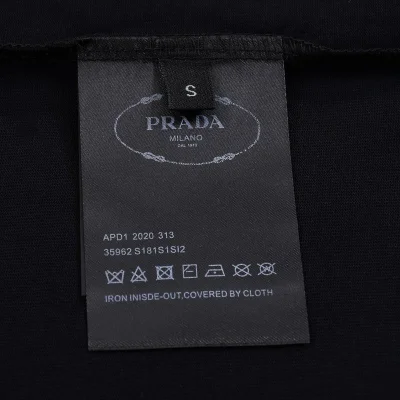 S
PRADA
MILANO
DAL 1913
APD1 2020 313
35962 S181S1SI2
IRON INISDE-OUT,COVERED BY CLOTH